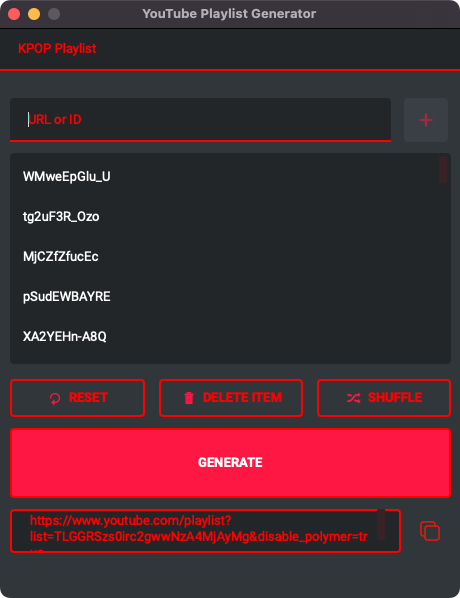 YouTube Playlist Generator
KPOP Playlist
URL or ID
WMweEpGlu_U
tg2uF3R_Ozo
MjCZfZfucEc
pSudEWBAYRE
XA2YEHn-A8Q
RESET DELETE ITEM SHUFFLE
GENERATE
https://www.youtube.com/playlist?
list=TLGGRSzs0irc2gwwNzA4MjAyMg&disable_polymer=tr